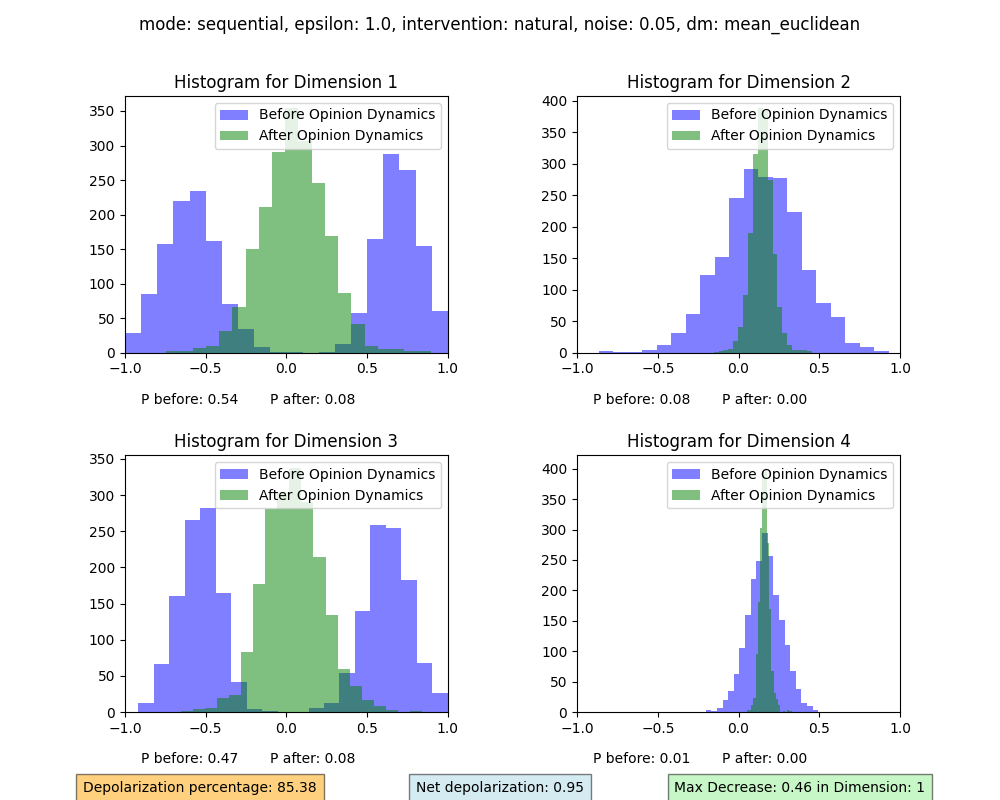 mode: sequential, epsilon: 1.0, intervention: natural, noise: 0.05, dm: mean_euclidean
Histogram for Dimension 1
Before Opinion Dynamics
After Opinion Dynamics
350
300
250
200
150
100
50
0
−1.0 −0.5 0.0 0.5 1.0
P before: 0.54 P after: 0.08
Histogram for Dimension 2
Before Opinion Dynamics
After Opinion Dynamics
400
350
300
250
200
150
100
50
0
−1.0 −0.5 0.0 0.5 1.0
P before: 0.08 P after: 0.00
Histogram for Dimension 3
Before Opinion Dynamics
After Opinion Dynamics
350
300
250
200
150
100
50
0
−1.0 −0.5 0.0 0.5 1.0
P before: 0.47 P after: 0.08
Histogram for Dimension 4
Before Opinion Dynamics
After Opinion Dynamics
400
350
300
250
200
150
100
50
0
−1.0 −0.5 0.0 0.5 1.0
P before: 0.01 P after: 0.00
Depolarization percentage: 85.38
Net depolarization: 0.95
Max Decrease: 0.46 in Dimension: 1